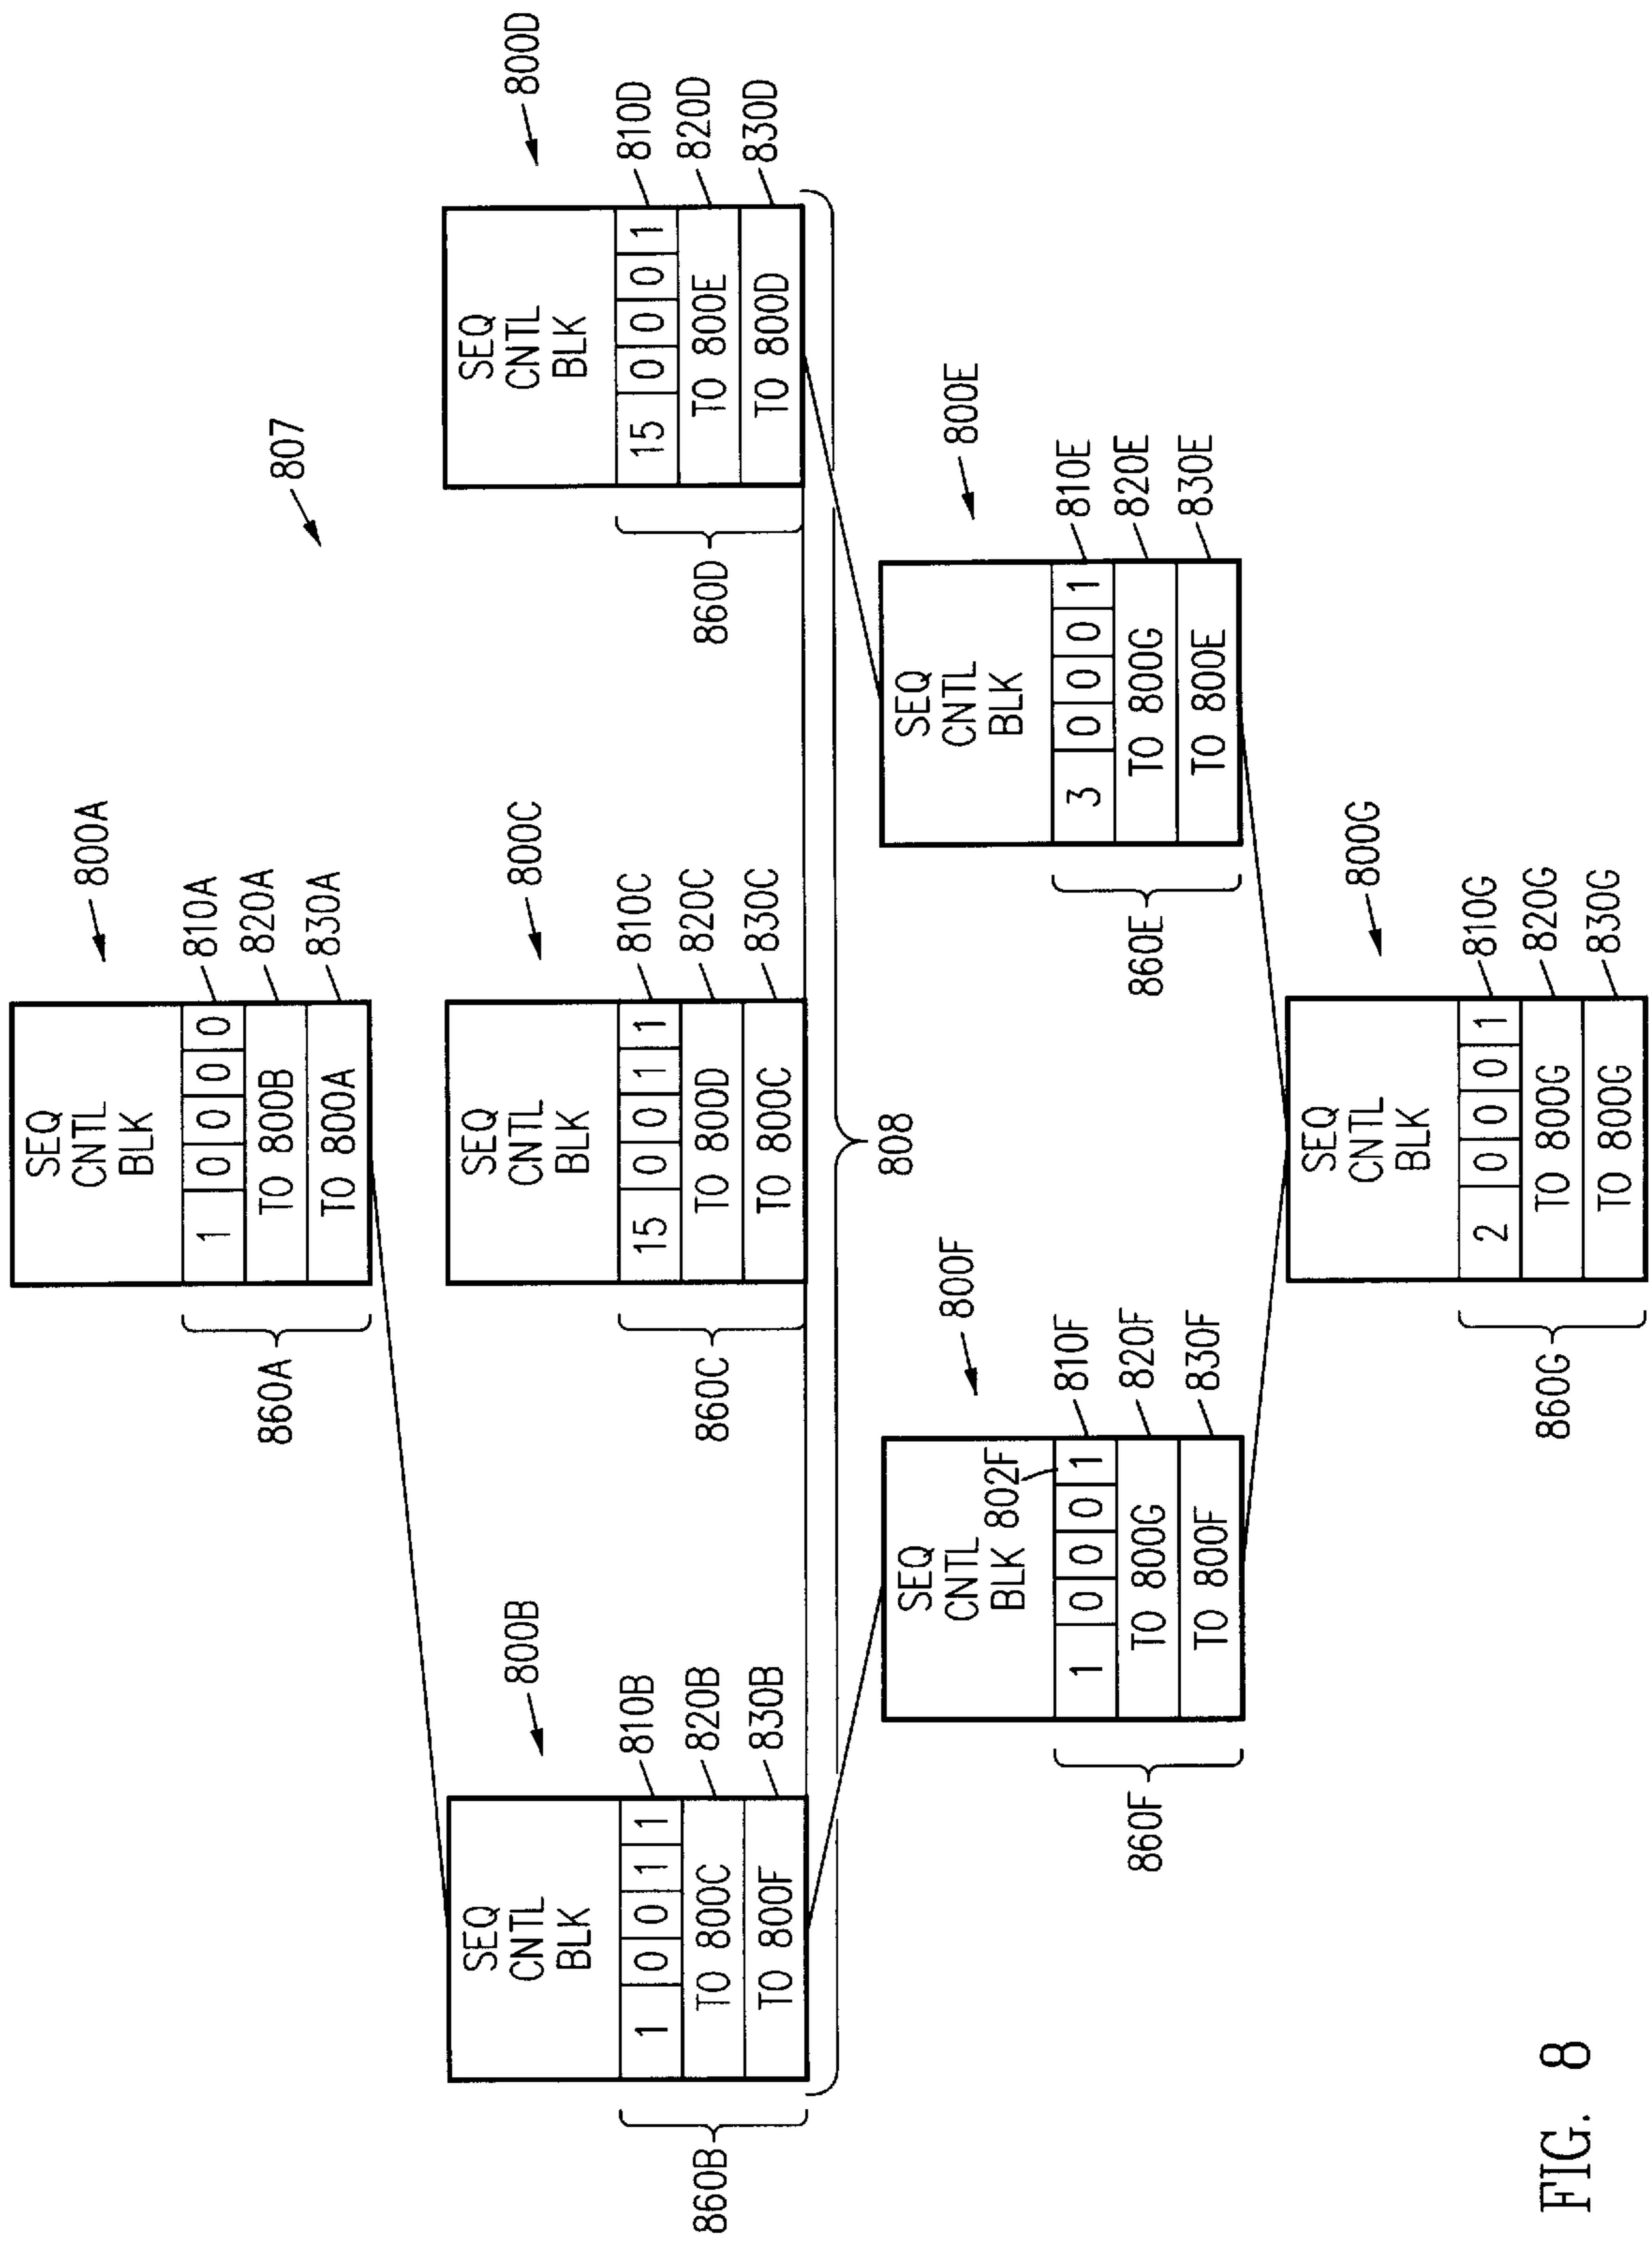 807
800A
SEQ
CNTL
BLK
1 0 0 0 0
TO 800B
TO 800A
810A
820A
830A
860A
800B
SEQ
CNTL
BLK
1 0 0 1 1
TO 800C
TO 800F
810B
820B
830B
860B
800C
SEQ
CNTL
BLK
15 0 0 1 1
TO 800D
TO 800C
810C
820C
830C
860C
800D
SEQ
CNTL
BLK
15 0 0 0 1
TO 800E
TO 800D
810D
820D
830D
860D
808
800F
SEQ
CNTL
BLK 802F
1 0 0 0 1
TO 800G
TO 800F
810F
820F
830F
860F
800E
SEQ
CNTL
BLK
3 0 0 0 1
TO 800G
TO 800E
810E
820E
830E
860E
800G
SEQ
CNTL
BLK
2 0 0 0 1
TO 800G
TO 800G
810G
820G
830G
860G
FIG. 8